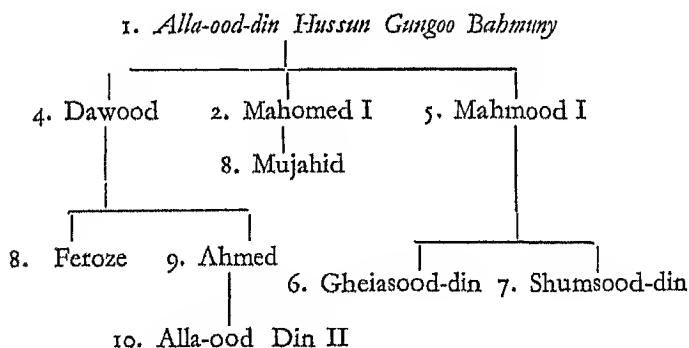 1. Alla-ood-din Hussun Gungoo Bahmuny
4. Dawood 2. Mahomed I 5. Mahmood I
8. Mujahid
8. Feroze 9. Ahmed
6. Gheiasood-din 7. Shumsood-din
10. Alla-ood Din II